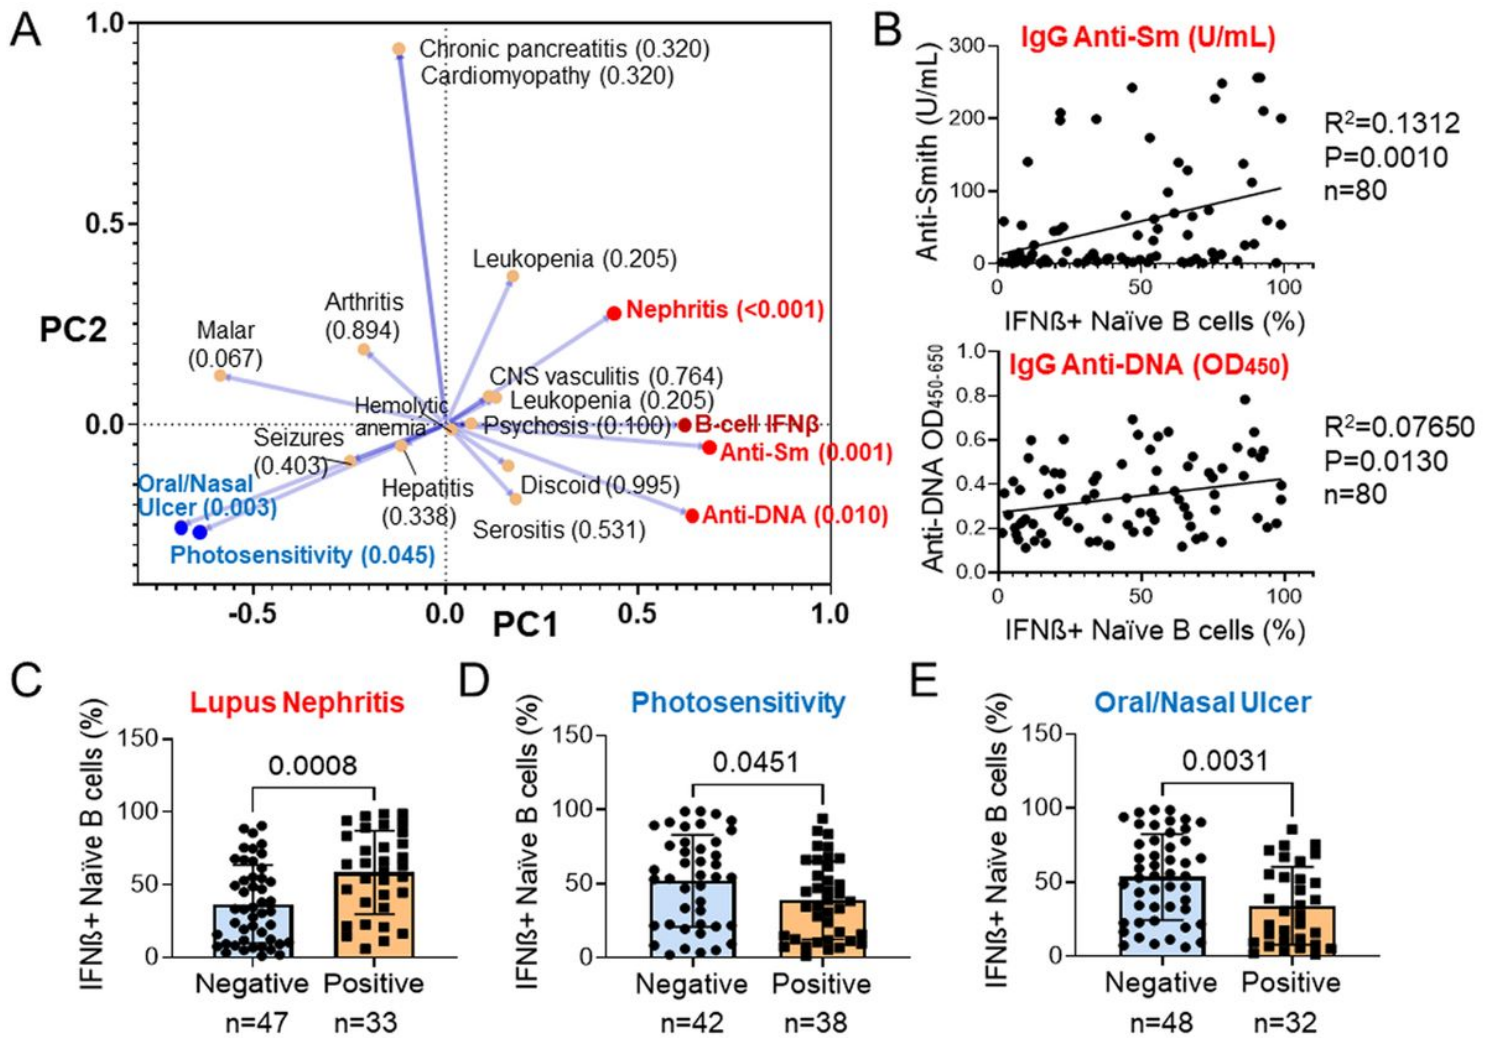 A
1.0
Chronic pancreatitis (0.320)
Cardiomyopathy (0.320)
0.5
Leukopenia (0.205)
Arthritis
(0.894)
Nephritis (<0.001)
PC2
Malar
(0.067)
CNS vasculitis (0.764)
Leukopenia (0.205)
Hemolytic
anemia
0.0
Psychosis (0.100)
B-cell IFNß
Anti-Sm (0.001)
Seizures
(0.403)
Oral/Nasal
Ulcer (0.003)
Hepatitis
(0.338)
Discoid (0.995)
Anti-DNA (0.010)
Serositis (0.531)
Photosensitivity (0.045)
-0.5
0.0
0.5
1.0
PC1
B
IgG Anti-Sm (U/mL)
Anti-Smith (U/mL)
300
200
100
0
0
50
100
IFNß+ Naïve B cells (%)
R²=0.1312
P=0.0010
n=80
IgG Anti-DNA (OD450)
Anti-DNA OD450-650
1.0
0.8
0.6
0.4
0.2
0.0
0
50
100
IFNß+ Naïve B cells (%)
R²=0.07650
P=0.0130
n=80
C
Lupus Nephritis
IFNß+ Naïve B cells (%)
150
100
50
0
0.0008
Negative
Positive
n=47
n=33
D
Photosensitivity
IFNß+ Naïve B cells (%)
150
100
50
0
0.0451
Negative
Positive
n=42
n=38
E
Oral/Nasal Ulcer
IFNß+ Naïve B cells (%)
150
100
50
0
0.0031
Negative
Positive
n=48
n=32